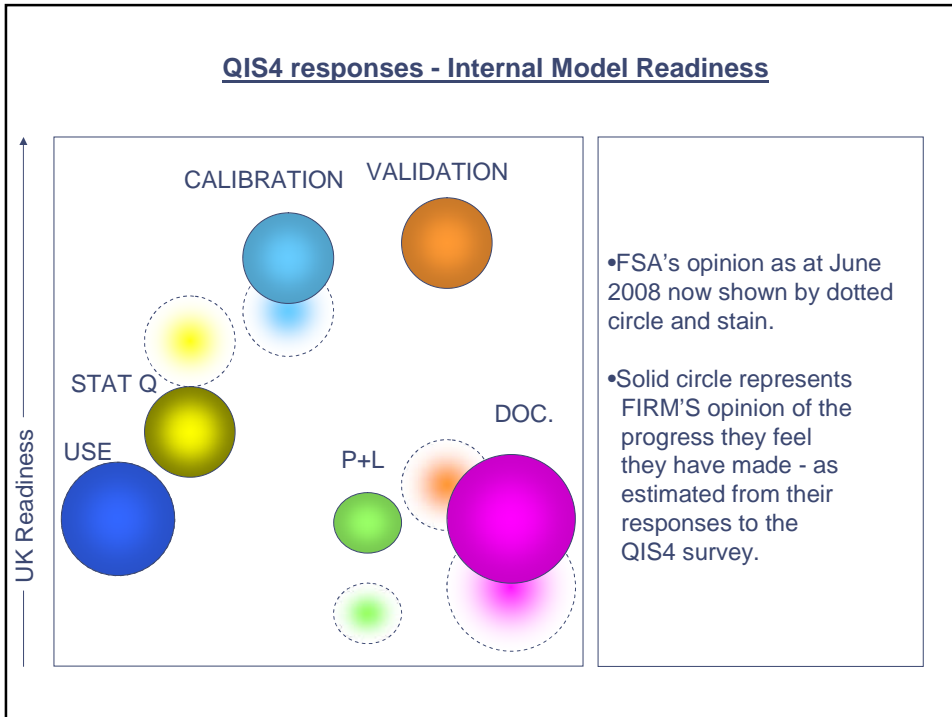 QIS4 responses - Internal Model Readiness
UK Readiness
CALIBRATION
VALIDATION
STAT Q
USE
P+L
DOC.
•FSA's opinion as at June
2008 now shown by dotted
circle and stain.
•Solid circle represents
FIRM'S opinion of the
progress they feel
they have made - as
estimated from their
responses to the
QIS4 survey.